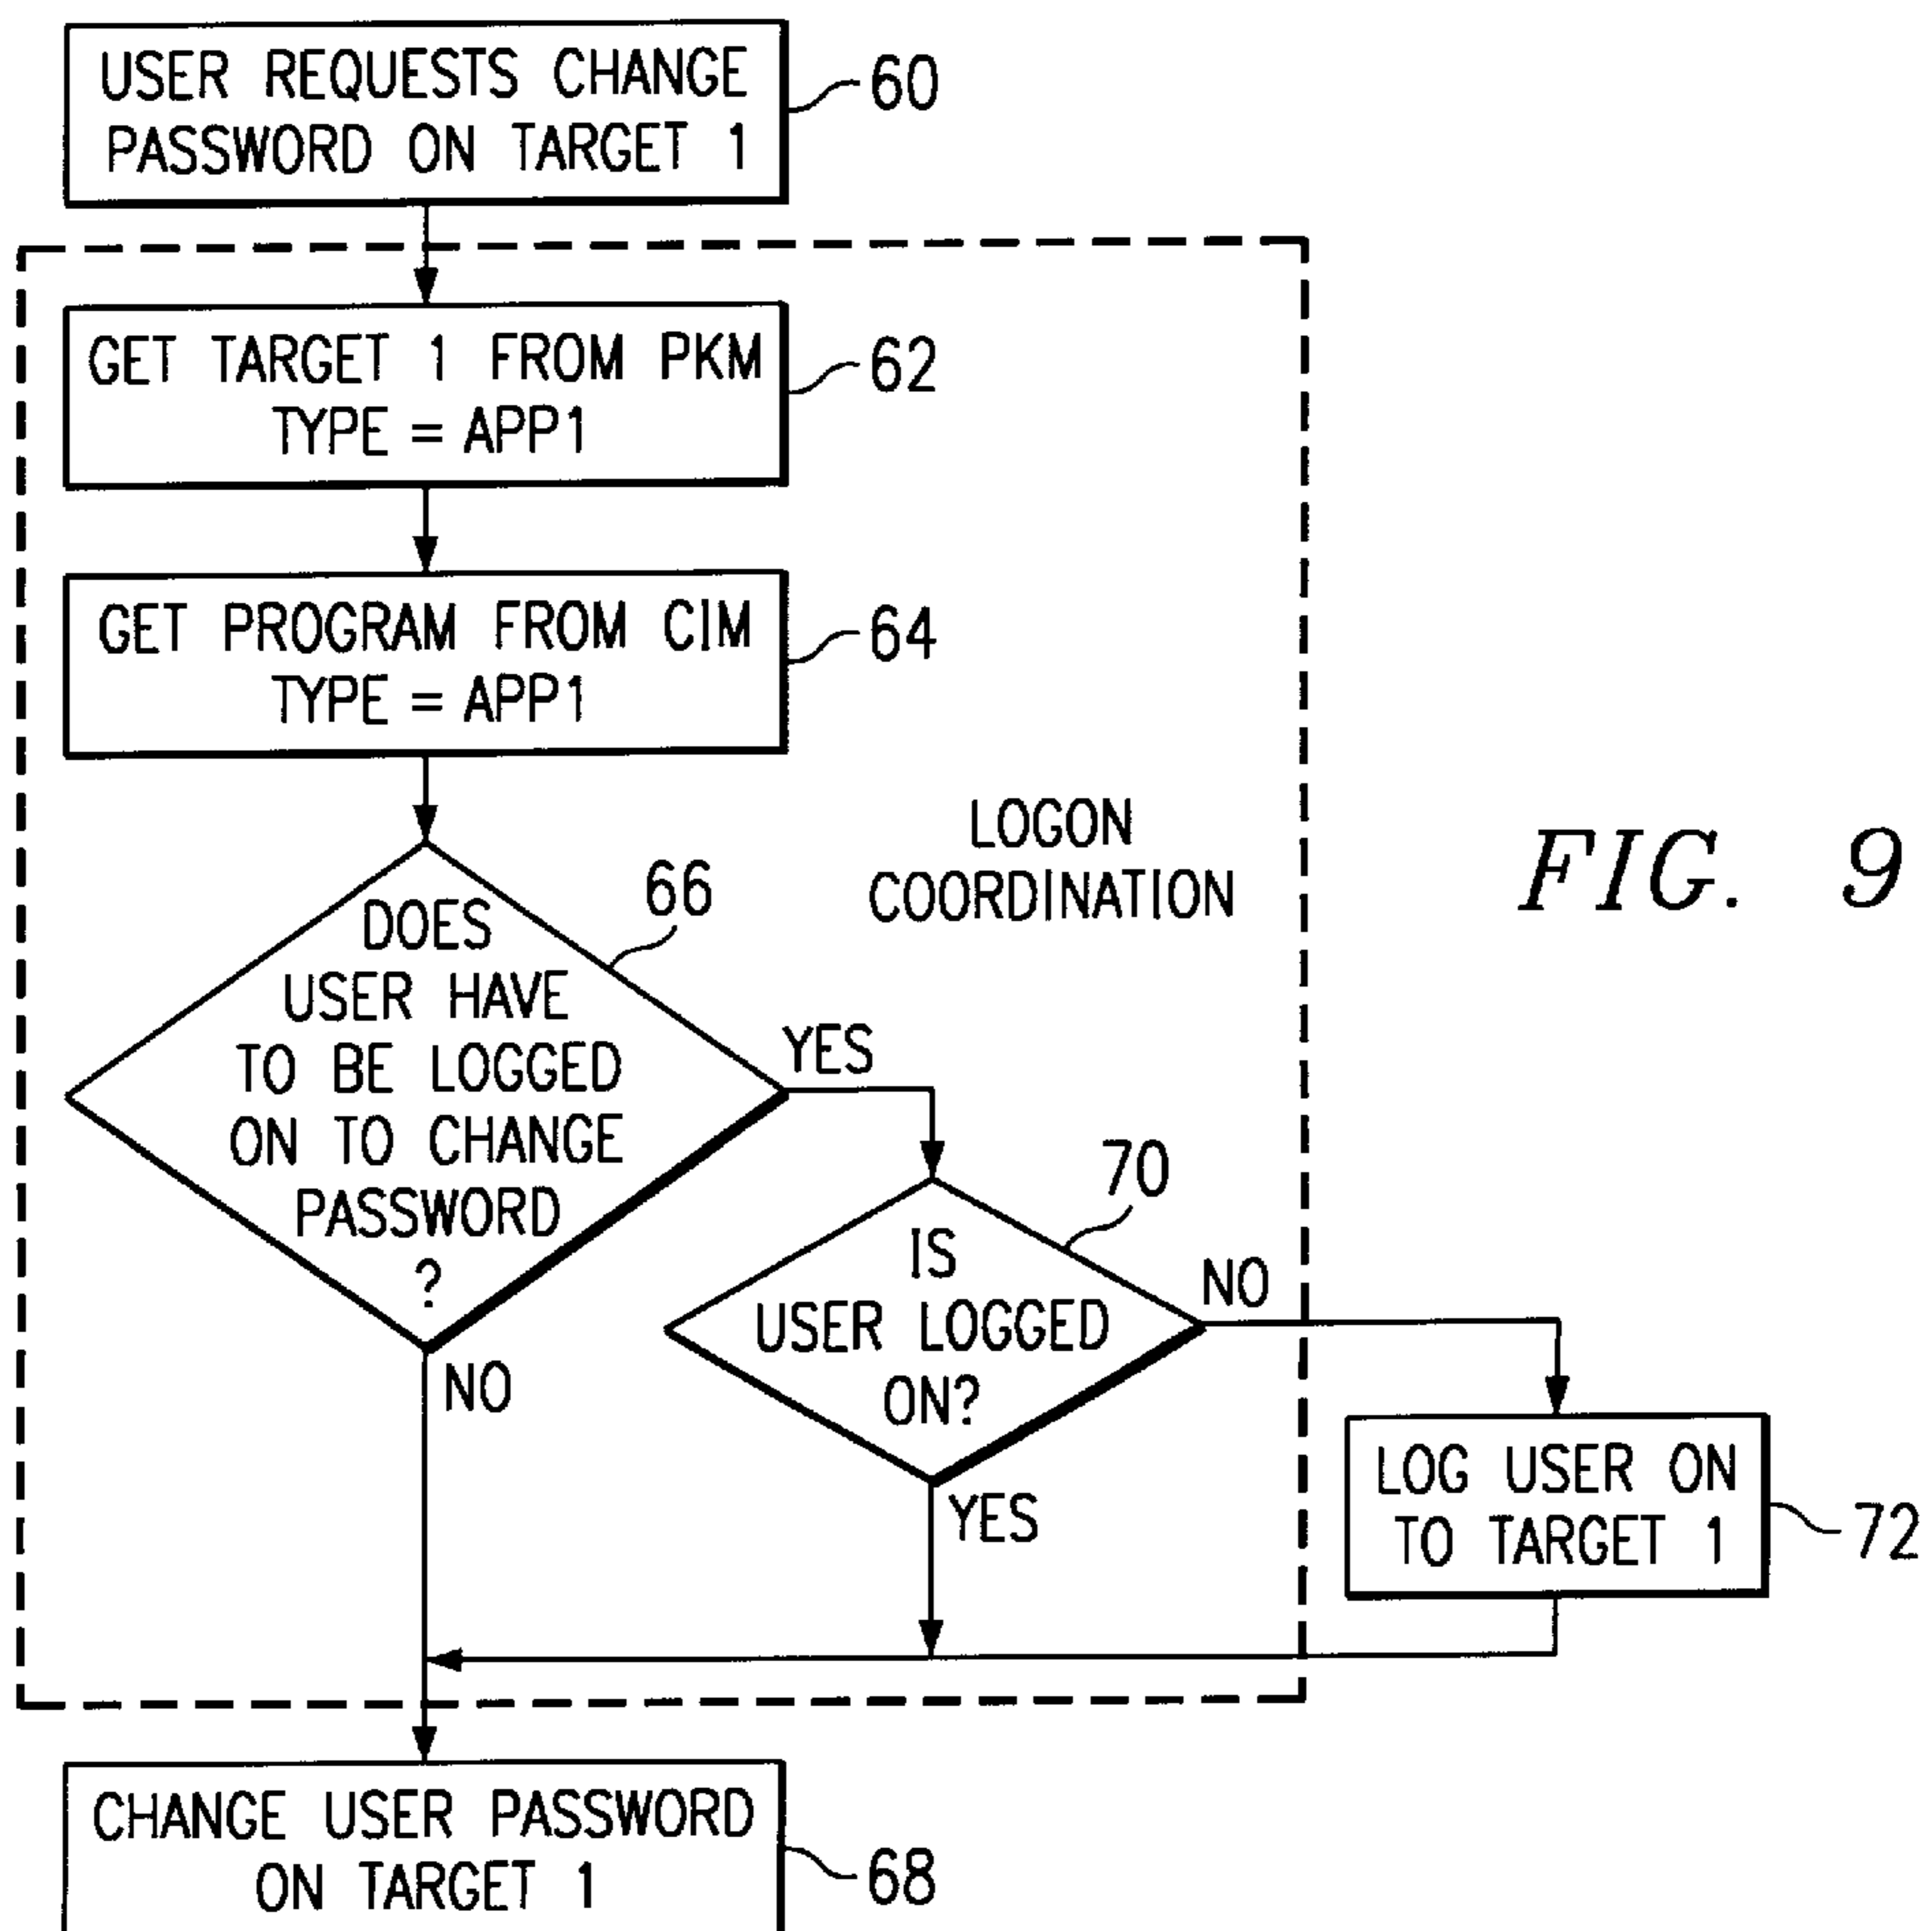 USER REQUESTS CHANGE
PASSWORD ON TARGET 1
60
GET TARGET 1 FROM PKM
TYPE = APP1
62
GET PROGRAM FROM CIM
TYPE = APP1
64
LOGON
COORDINATION
FIG. 9
66
DOES
USER HAVE
TO BE LOGGED
ON TO CHANGE
PASSWORD
?
YES
NO
70
IS
USER LOGGED
ON?
NO
YES
LOG USER ON
TO TARGET 1
72
CHANGE USER PASSWORD
ON TARGET 1
68